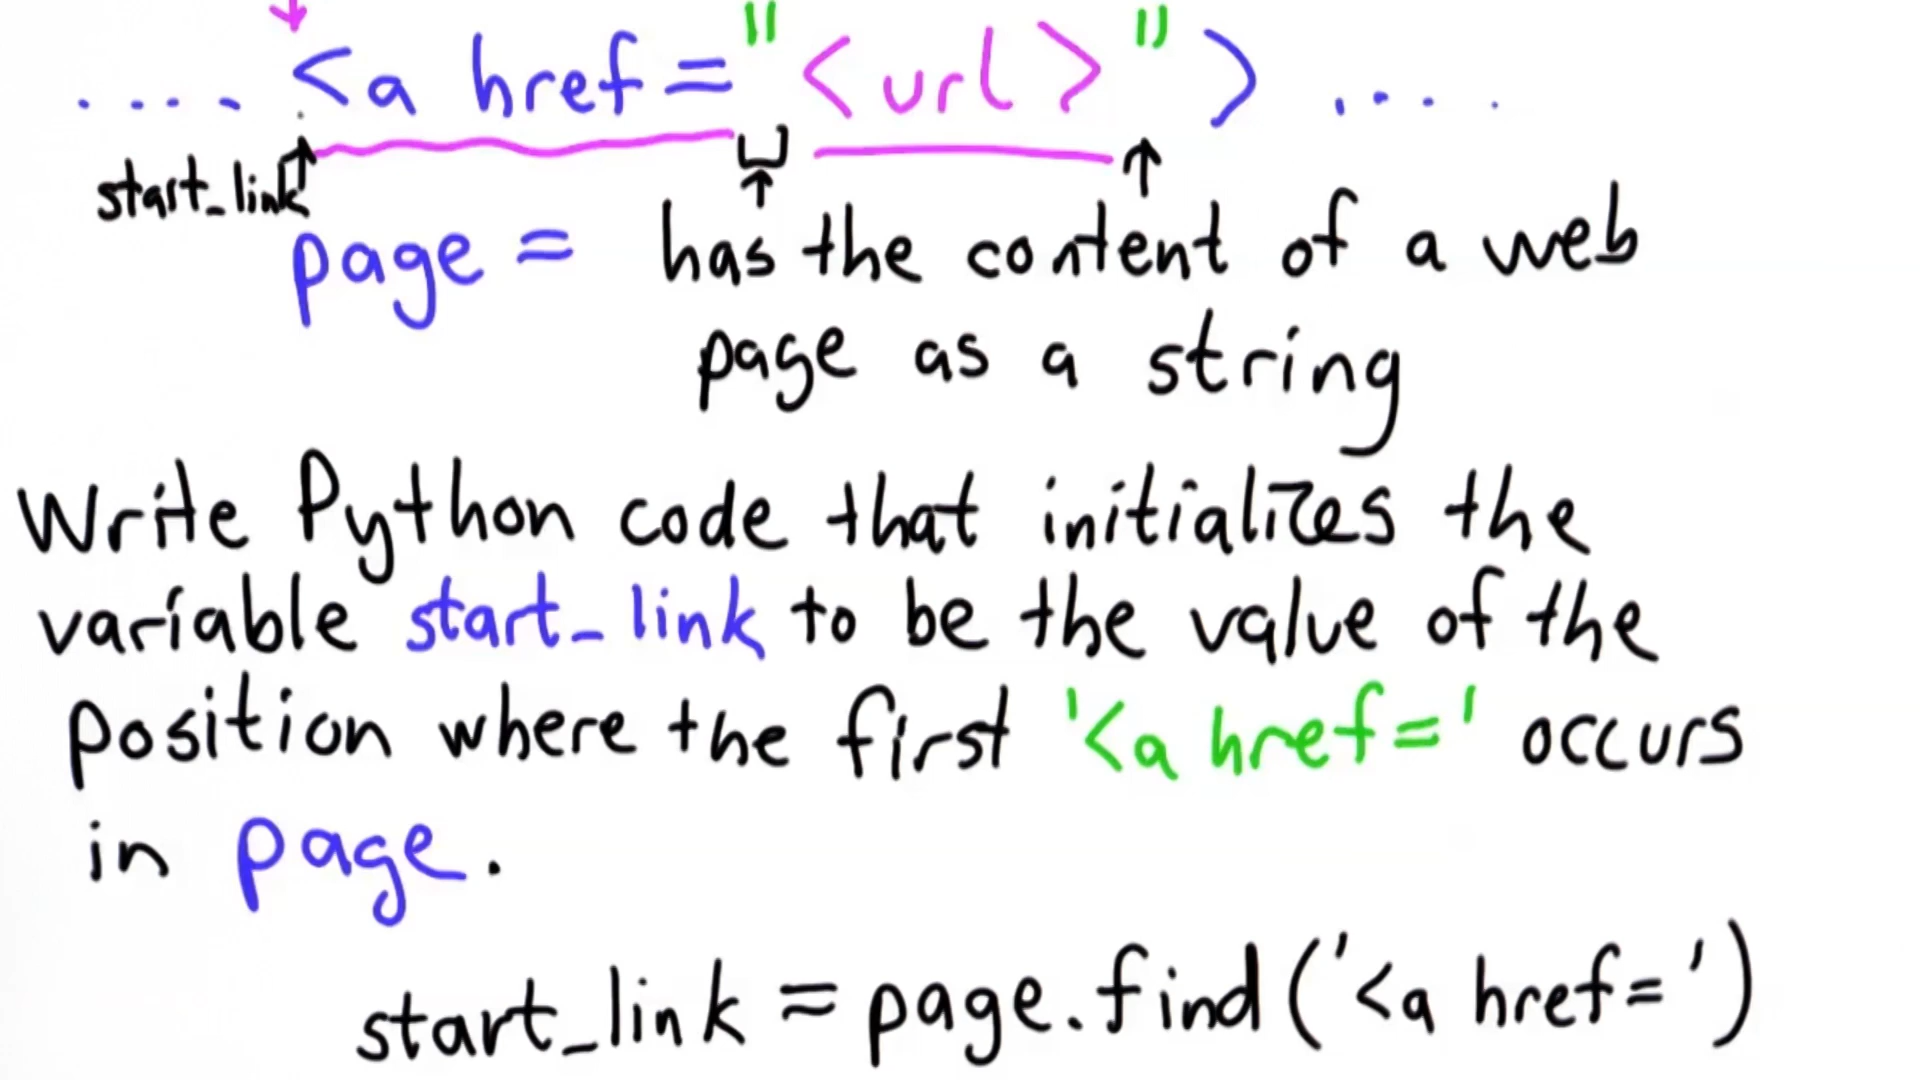 .... <a href = "<url>" > ....
start_link
page = has the content of a web
page as a string
Write Python code that initializes the
variable start_link to be the value of the
position where the first '<a href=' occurs
in page.
start_link = page.find('<a href=')